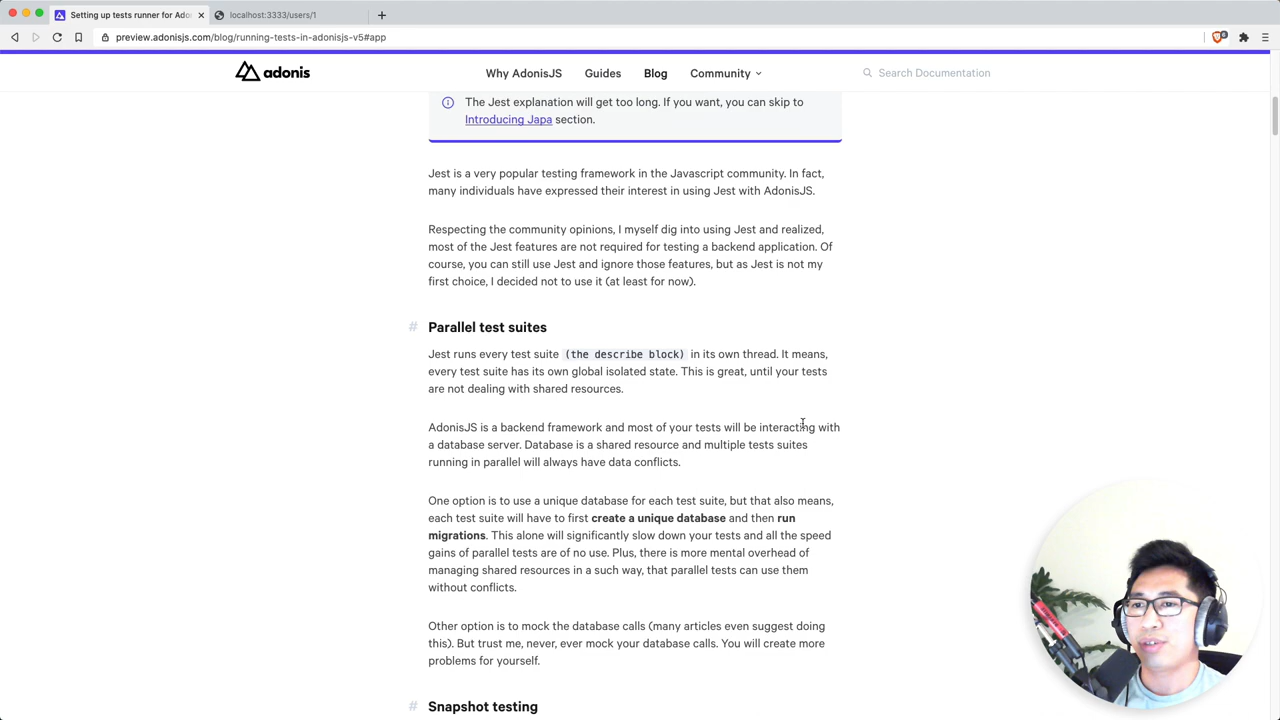 Setting up tests runner for Ado
localhost:3333/users/1
preview.adonisjs.com/blog/running-tests-in-adonisjs-v5#app
adonis
Why AdonisJS
Guides
Blog
Community
Search Documentation
The Jest explanation will get too long. If you want, you can skip to
Introducing Japa section.
Jest is a very popular testing framework in the Javascript community. In fact,
many individuals have expressed their interest in using Jest with AdonisJS.
Respecting the community opinions, I myself dig into using Jest and realized,
most of the Jest features are not required for testing a backend application. Of
course, you can still use Jest and ignore those features, but as Jest is not my
first choice, I decided not to use it (at least for now).
# Parallel test suites
Jest runs every test suite (the describe block) in its own thread. It means,
every test suite has its own global isolated state. This is great, until your tests
are not dealing with shared resources.
AdonisJS is a backend framework and most of your tests will be interacting with
a database server. Database is a shared resource and multiple tests suites
running in parallel will always have data conflicts.
One option is to use a unique database for each test suite, but that also means,
each test suite will have to first create a unique database and then run
migrations. This alone will significantly slow down your tests and all the speed
gains of parallel tests are of no use. Plus, there is more mental overhead of
managing shared resources in a such way, that parallel tests can use them
without conflicts.
Other option is to mock the database calls (many articles even suggest doing
this). But trust me, never, ever mock your database calls. You will create more
problems for yourself.
# Snapshot testing